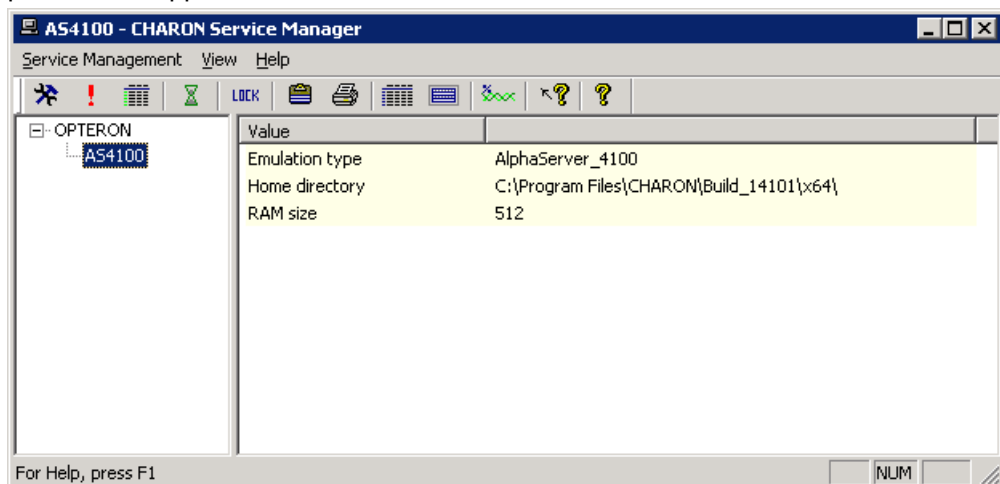 AS4100 - CHARON Service Manager
Service Management View Help
LOCK
OPTERON
AS4100
Value
Emulation type AlphaServer_4100
Home directory C:\Program Files\CHARON\Build_14101\x64\
RAM size 512
For Help, press F1 NUM